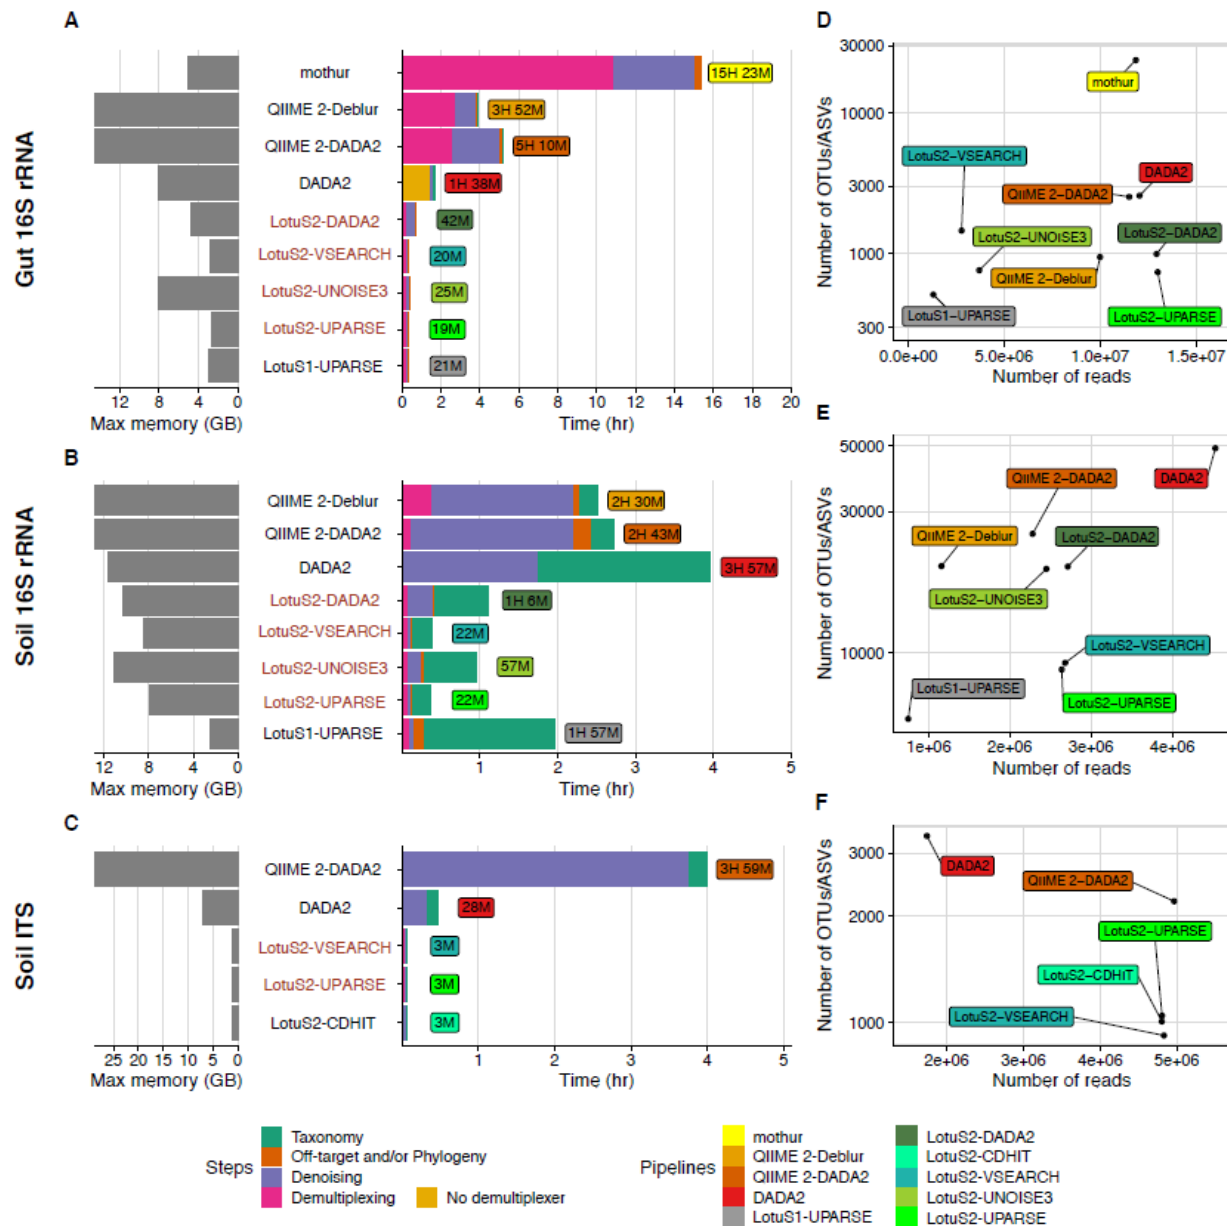 A
Gut 16S rRNA
mothur
15H 23M
QIIME 2-Deblur
3H 52M
QIIME 2-DADA2
5H 10M
DADA2
1H 38M
LotuS2-DADA2
42M
LotuS2-VSEARCH
20M
LotuS2-UNOISE3
25M
LotuS2-UPARSE
19M
LotuS1-UPARSE
21M
12 8 4 0
Max memory (GB)
0 2 4 6 8 10 12 14 16 18 20
Time (hr)
D
Number of OTUs/ASVs
30000
10000
3000
1000
300
mothur
LotuS2-VSEARCH
DADA2
QIIME 2-DADA2
LotuS2-UNOISE3
LotuS2-DADA2
QIIME 2-Deblur
LotuS1-UPARSE
LotuS2-UPARSE
0.0e+00 5.0e+06 1.0e+07 1.5e+07
Number of reads
B
Soil 16S rRNA
QIIME 2-Deblur
2H 30M
QIIME 2-DADA2
2H 43M
DADA2
3H 57M
LotuS2-DADA2
1H 6M
LotuS2-VSEARCH
22M
LotuS2-UNOISE3
57M
LotuS2-UPARSE
22M
LotuS1-UPARSE
1H 57M
12 8 4 0
Max memory (GB)
1 2 3 4 5
Time (hr)
E
Number of OTUs/ASVs
50000
30000
10000
QIIME 2-DADA2
DADA2
QIIME 2-Deblur
LotuS2-DADA2
LotuS2-UNOISE3
LotuS2-VSEARCH
LotuS1-UPARSE
LotuS2-UPARSE
1e+06 2e+06 3e+06 4e+06
Number of reads
C
Soil ITS
QIIME 2-DADA2
3H 59M
DADA2
28M
LotuS2-VSEARCH
3M
LotuS2-UPARSE
3M
LotuS2-CDHIT
3M
25 20 15 10 5 0
Max memory (GB)
1 2 3 4 5
Time (hr)
F
Number of OTUs/ASVs
3000
2000
1000
DADA2
QIIME 2-DADA2
LotuS2-UPARSE
LotuS2-CDHIT
LotuS2-VSEARCH
2e+06 3e+06 4e+06 5e+06
Number of reads
Steps
Taxonomy
Off-target and/or Phylogeny
Denoising
Demultiplexing
No demultiplexer
Pipelines
mothur
QIIME 2-Deblur
QIIME 2-DADA2
DADA2
LotuS1-UPARSE
LotuS2-DADA2
LotuS2-CDHIT
LotuS2-VSEARCH
LotuS2-UNOISE3
LotuS2-UPARSE